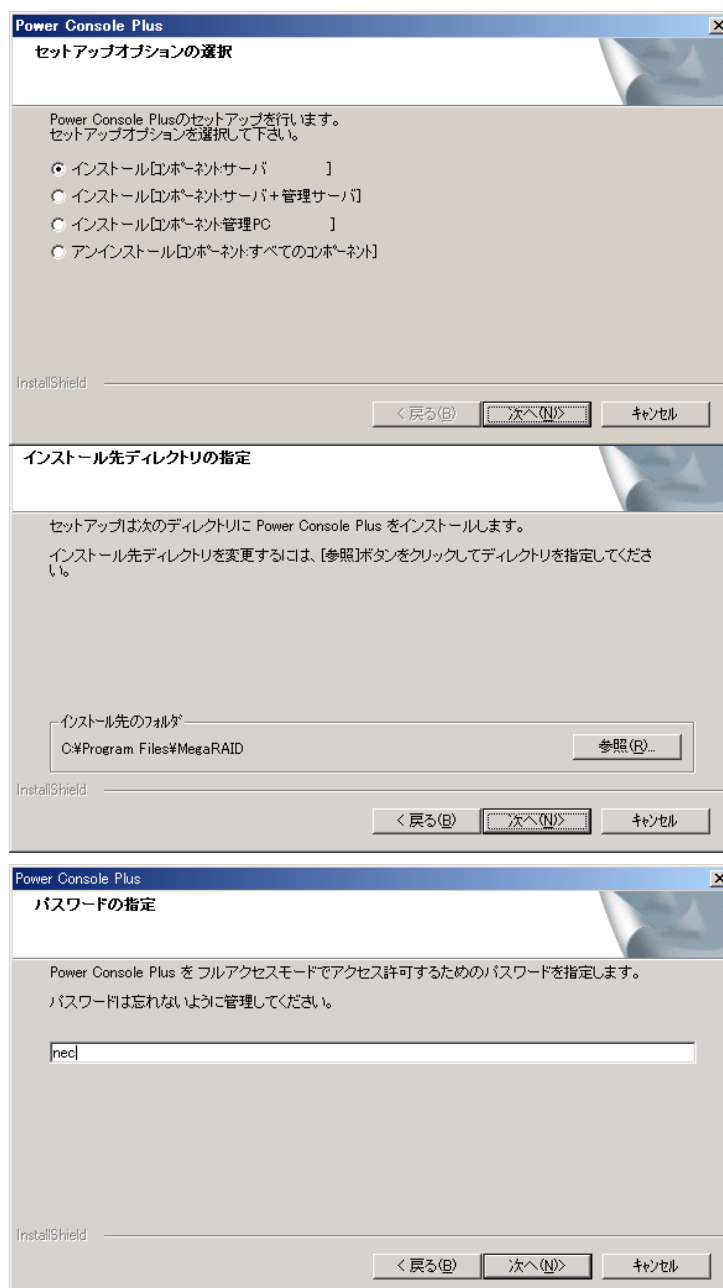 Power Console Plus
セットアップオプションの選択
Power Console Plusのセットアップを行います。
セットアップオプションを選択して下さい。
インストール[コンポーネント:サーバ ]
インストール[コンポーネント:サーバ+管理サーバ]
インストール[コンポーネント:管理PC ]
アンインストール[コンポーネント:すべてのコンポーネント]
InstallShield
< 戻る(B) 次へ(N)> キャンセル
インストール先ディレクトリの指定
セットアップは次のディレクトリに Power Console Plus をインストールします。
インストール先ディレクトリを変更するには、[参照]ボタンをクリックしてディレクトリを指定してくださ
い。
インストール先のフォルダ
C:¥Program Files¥MegaRAID
参照(R)...
InstallShield
< 戻る(B) 次へ(N)> キャンセル
Power Console Plus
パスワードの指定
Power Console Plus を フルアクセスモードでアクセス許可するためのパスワードを指定します。
パスワードは忘れないように管理してください。
nec
InstallShield
< 戻る(B) 次へ(N)> キャンセル